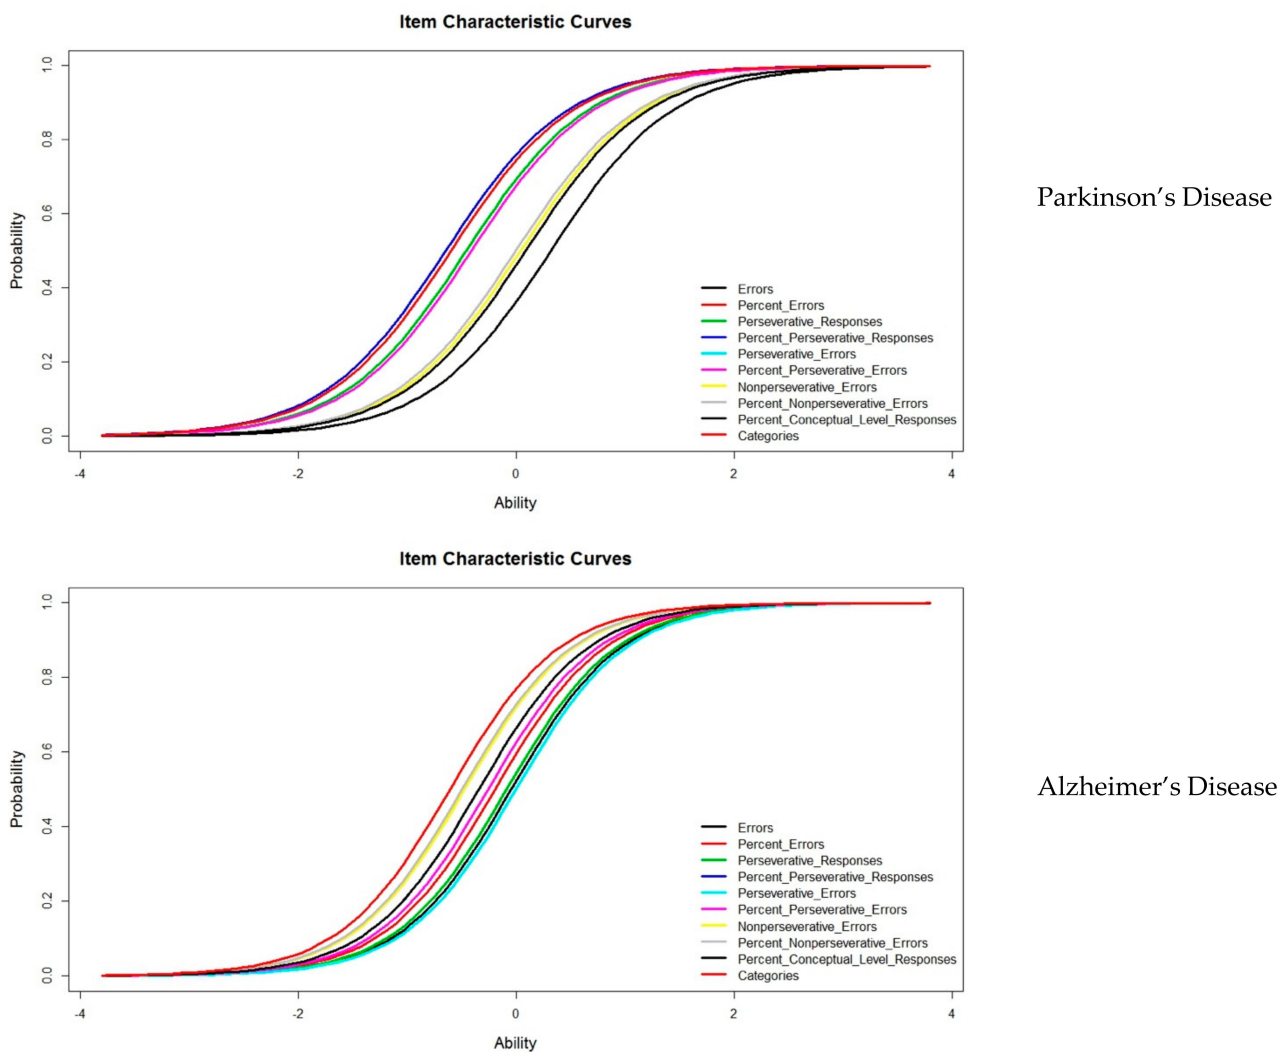 Item Characteristic Curves
1.0
0.8
0.6
0.4
0.2
0.0
Probability
Errors
Percent_Errors
Perseverative_Responses
Percent_Perseverative_Responses
Perseverative_Errors
Percent_Perseverative_Errors
Nonperseverative_Errors
Percent_Nonperseverative_Errors
Percent_Conceptual_Level_Responses
Categories
-4 -2 0 2 4
Ability
Parkinson’s Disease
Item Characteristic Curves
1.0
0.8
0.6
0.4
0.2
0.0
Probability
Errors
Percent_Errors
Perseverative_Responses
Percent_Perseverative_Responses
Perseverative_Errors
Percent_Perseverative_Errors
Nonperseverative_Errors
Percent_Nonperseverative_Errors
Percent_Conceptual_Level_Responses
Categories
-4 -2 0 2 4
Ability
Alzheimer’s Disease